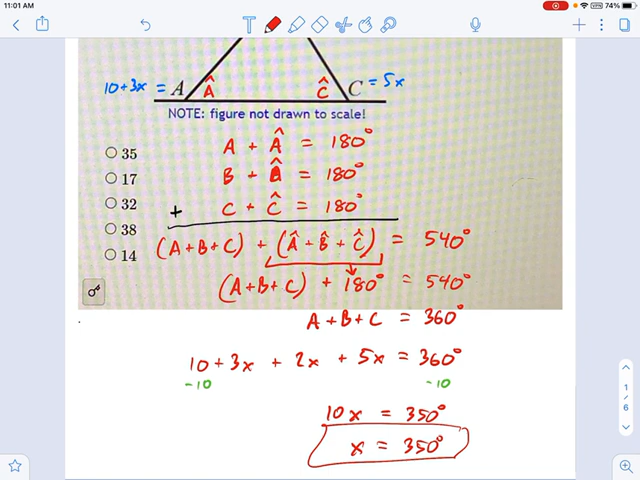 11:01 AM
74%
10+3x = A Â
Ĉ C = 5x
NOTE: figure not drawn to scale!
A + Â = 180°
35
B + = 180°
17
C + Ĉ = 180°
32
+
38
(A+B+C) + (Â + B̂ + Ĉ) = 540°
14
(A+B+C) + 180° = 540°
A+B+C = 360°
10+3x + 2x + 5x = 360°
-10 -10
10x = 350°
x = 350°
1
/
6